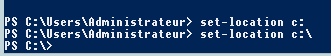 PS C:\Users\Administrateur> set-location c:
PS C:\Users\Administrateur> set-location c:\
PS C:\>